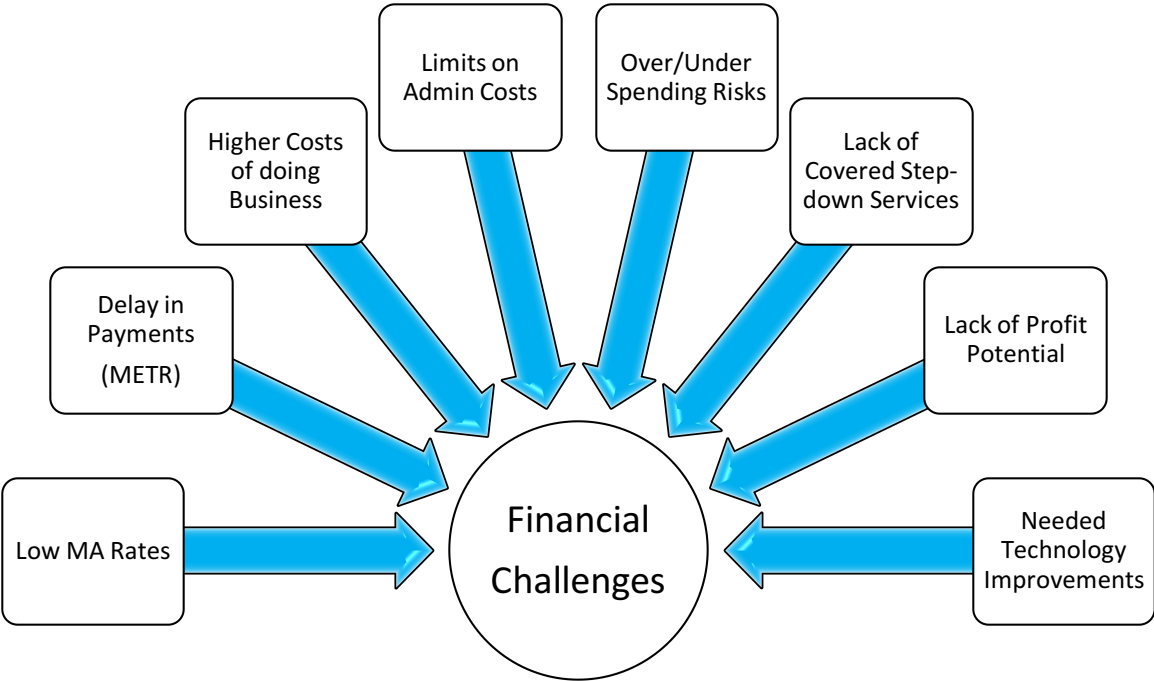 Low MA Rates
Delay in
Payments
(METR)
Higher Costs
of doing
Business
Limits on
Admin Costs
Over/Under
Spending Risks
Lack of
Covered Step-
down Services
Lack of Profit
Potential
Needed
Technology
Improvements
Financial
Challenges